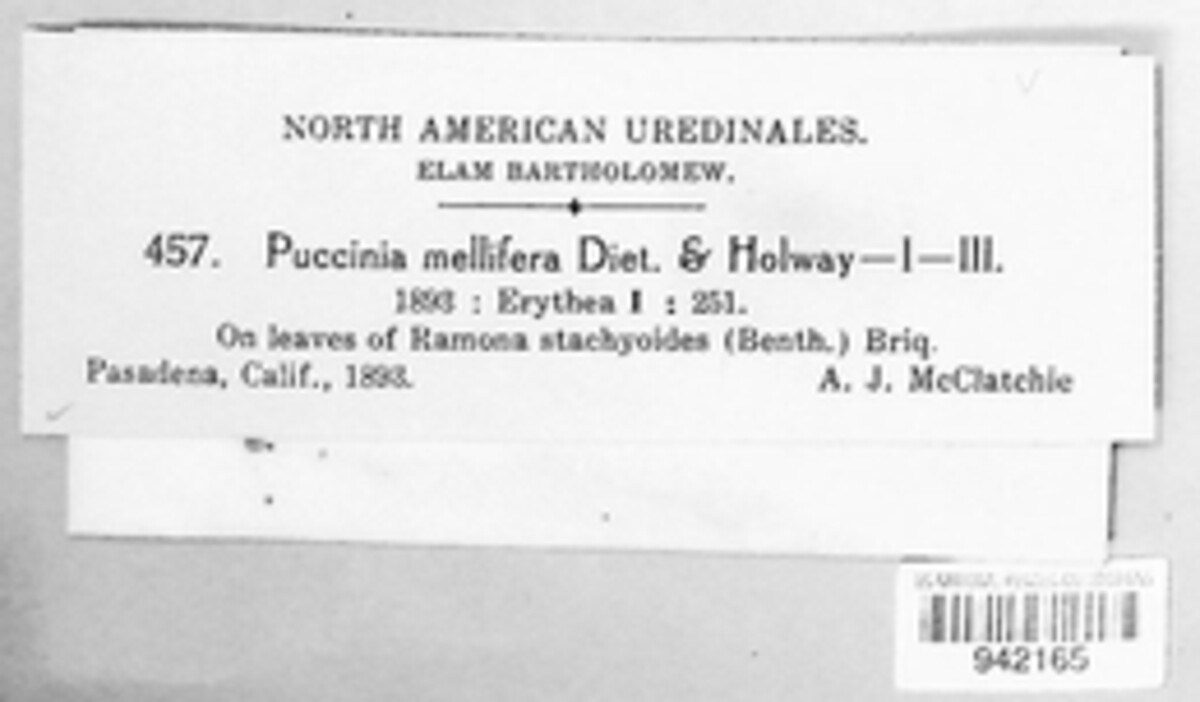 NORTH AMERICAN UREDINALES.
ELAM BARTHOLOMEW.
457. Puccinia mellifera Diet. & Holway—I—III.
1893 : Erythea I : 251.
On leaves of Ramona stachyoides (Benth.) Briq.
Pasadena, Calif., 1893. A. J. McClatchie
942165